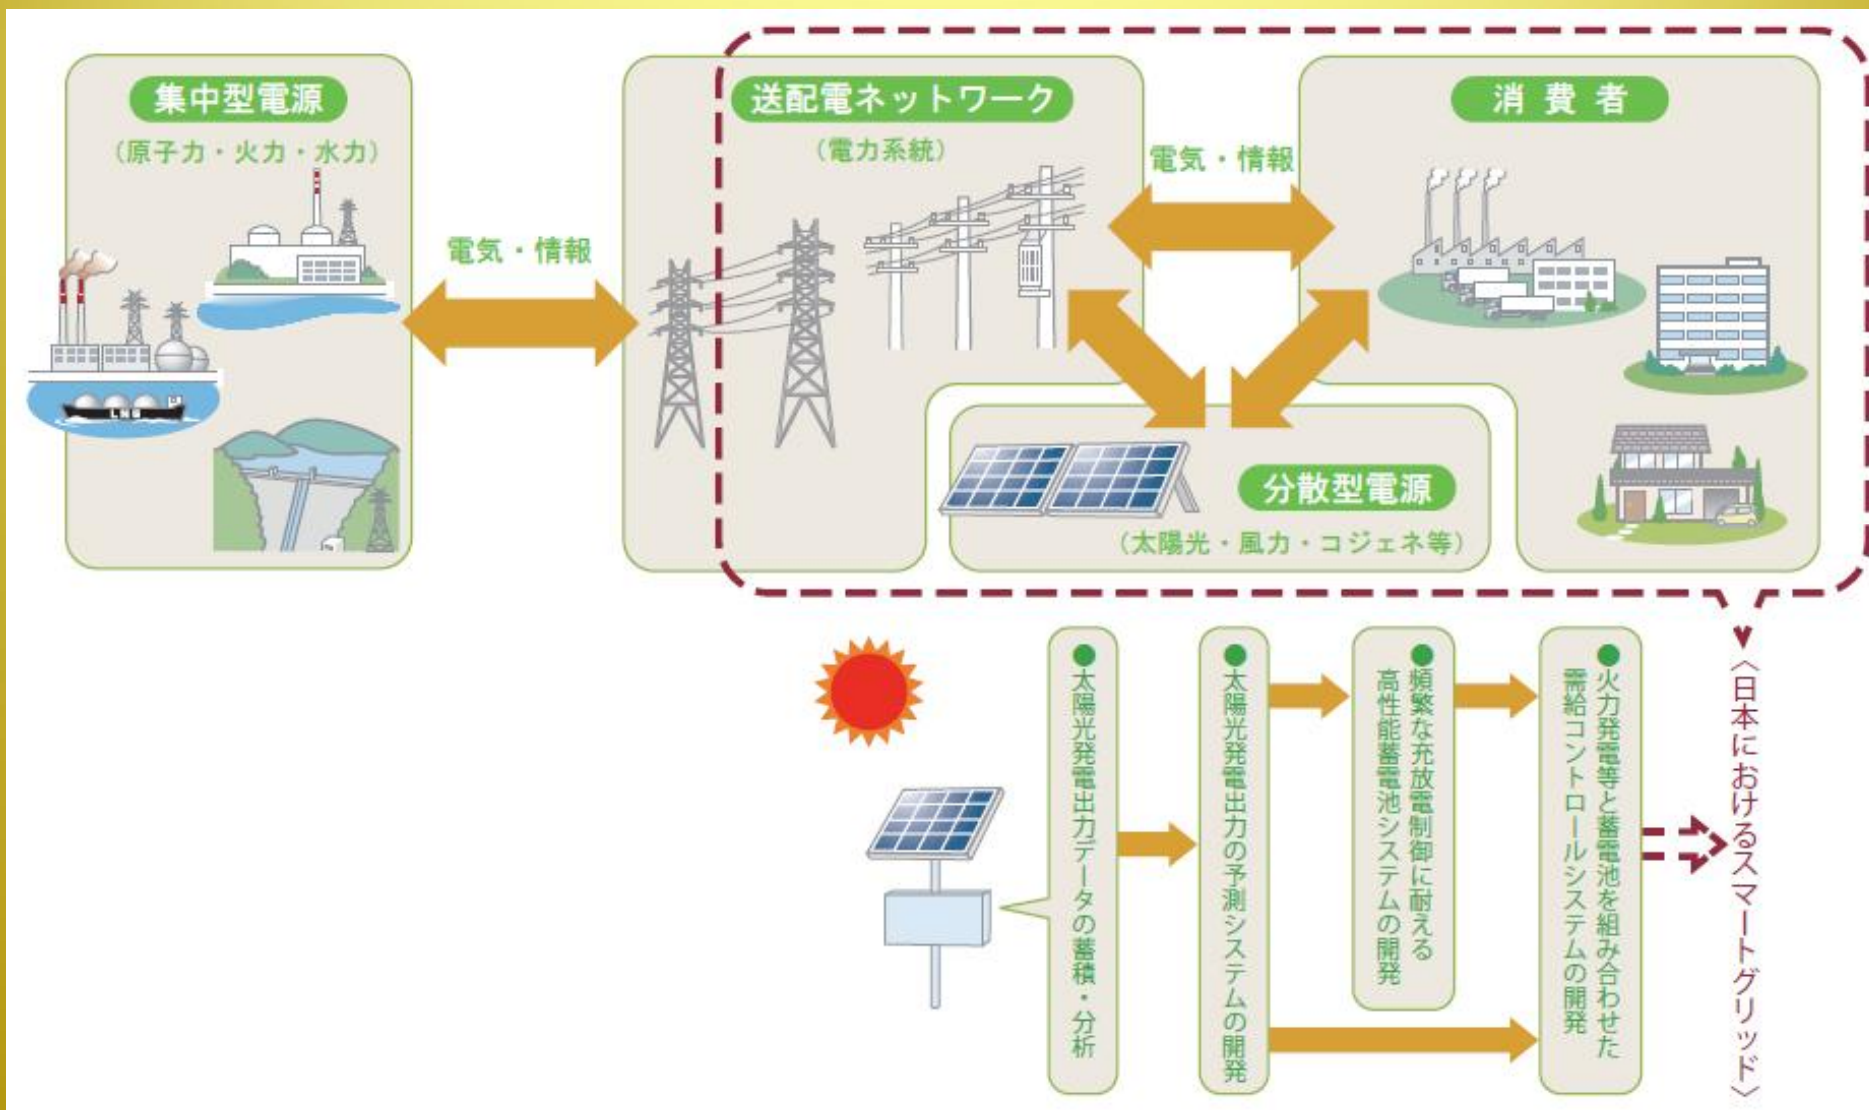 集中型電源
（原子力・火力・水力）
電気・情報
送配電ネットワーク
（電力系統）
電気・情報
消費者
分散型電源
（太陽光・風力・コジェネ等）
LNG
●太陽光発電出力データの蓄積・分析
●太陽光発電出力の予測システムの開発
●頻繁な充放電制御に耐える
高性能蓄電池システムの開発
●火力発電等と蓄電池を組み合わせた
需給コントロールシステムの開発
〈日本におけるスマートグリッド〉